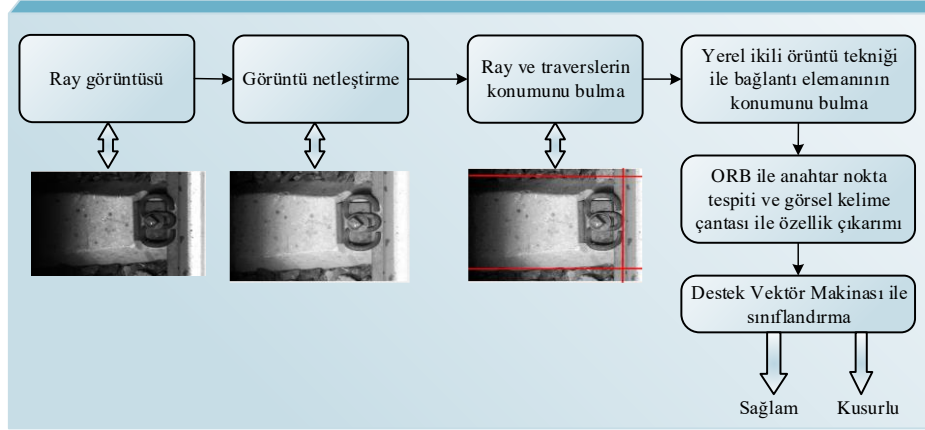 Ray görüntüsü
Görüntü netleştirme
Ray ve traverslerin
konumunu bulma
Yerel ikili örüntü tekniği
ile bağlantı elemanının
konumunu bulma
ORB ile anahtar nokta
tespiti ve görsel kelime
çantası ile özellik çıkarımı
Destek Vektör Makinası ile
sınıflandırma
Sağlam
Kusurlu